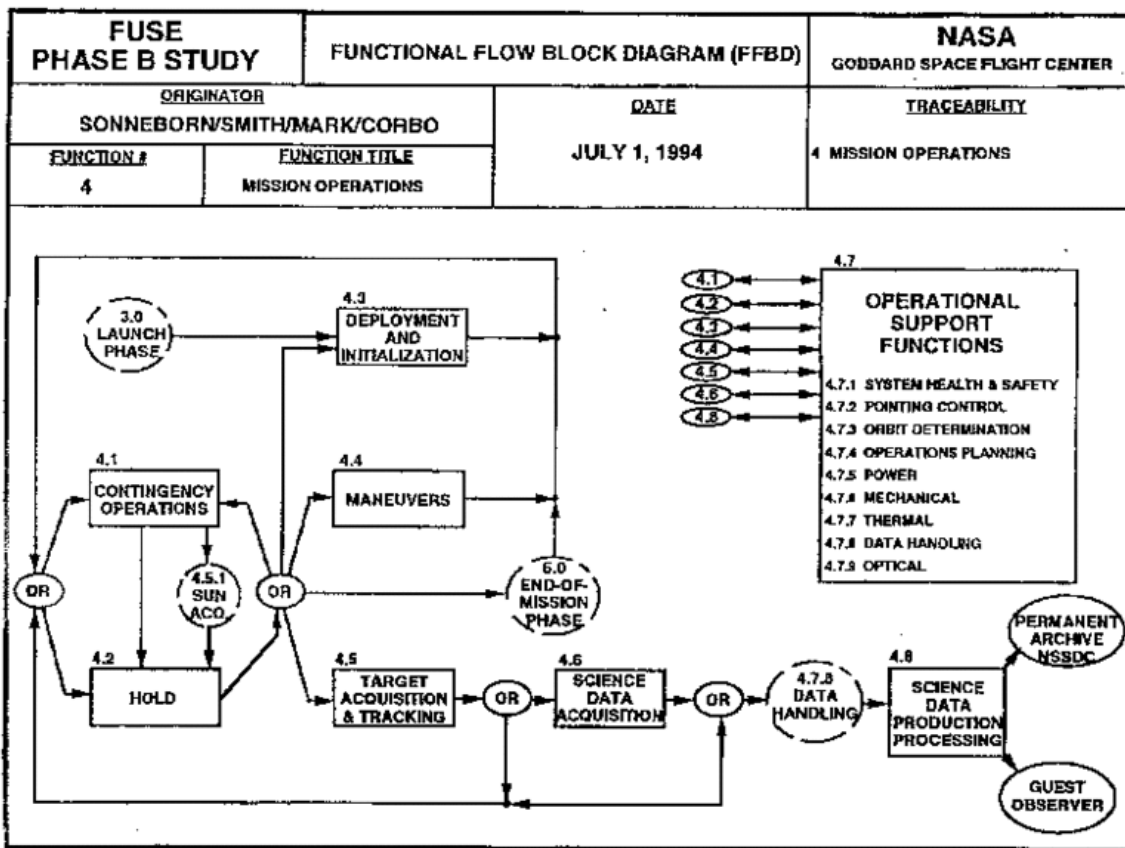 FUSE
PHASE B STUDY
FUNCTIONAL FLOW BLOCK DIAGRAM (FFBD)
NASA
GODDARD SPACE FLIGHT CENTER
ORIGINATOR
SONNEBORN/SMITH/MARK/CORBO
DATE
JULY 1, 1994
TRACEABILITY
4 MISSION OPERATIONS
FUNCTION #
4
FUNCTION TITLE
MISSION OPERATIONS
3.0
LAUNCH
PHASE
4.3
DEPLOYMENT
AND
INITIALIZATION
4.1
4.2
4.3
4.4
4.5
4.6
4.8
4.7
OPERATIONAL
SUPPORT
FUNCTIONS
4.7.1 SYSTEM HEALTH & SAFETY
4.7.2 POINTING CONTROL
4.7.3 ORBIT DETERMINATION
4.7.4 OPERATIONS PLANNING
4.7.5 POWER
4.7.6 MECHANICAL
4.7.7 THERMAL
4.7.8 DATA HANDLING
4.7.9 OPTICAL
4.1
CONTINGENCY
OPERATIONS
4.4
MANEUVERS
OR
4.5.1
SUN
ACQ
OR
6.0
END-OF-
MISSION
PHASE
4.2
HOLD
4.5
TARGET
ACQUISITION
& TRACKING
OR
4.6
SCIENCE
DATA
ACQUISITION
OR
4.7.8
DATA
HANDLING
4.8
SCIENCE
DATA
PRODUCTION
PROCESSING
PERMANENT
ARCHIVE
NSSDC
GUEST
OBSERVER